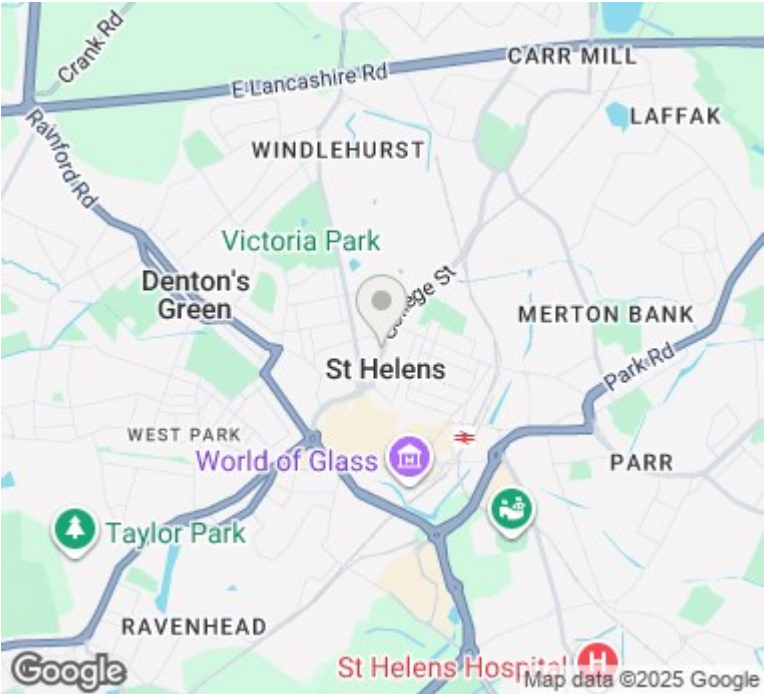 Crank Rd
CARR MILL
E Lancashire Rd
LAFFAK
Rainford Rd
WINDLEHURST
Victoria Park
Denton's
Green
College St
MERTON BANK
St Helens
Park Rd
WEST PARK
World of Glass
PARR
Taylor Park
RAVENHEAD
St Helens Hospital
H
Google
Map data ©2025 Google